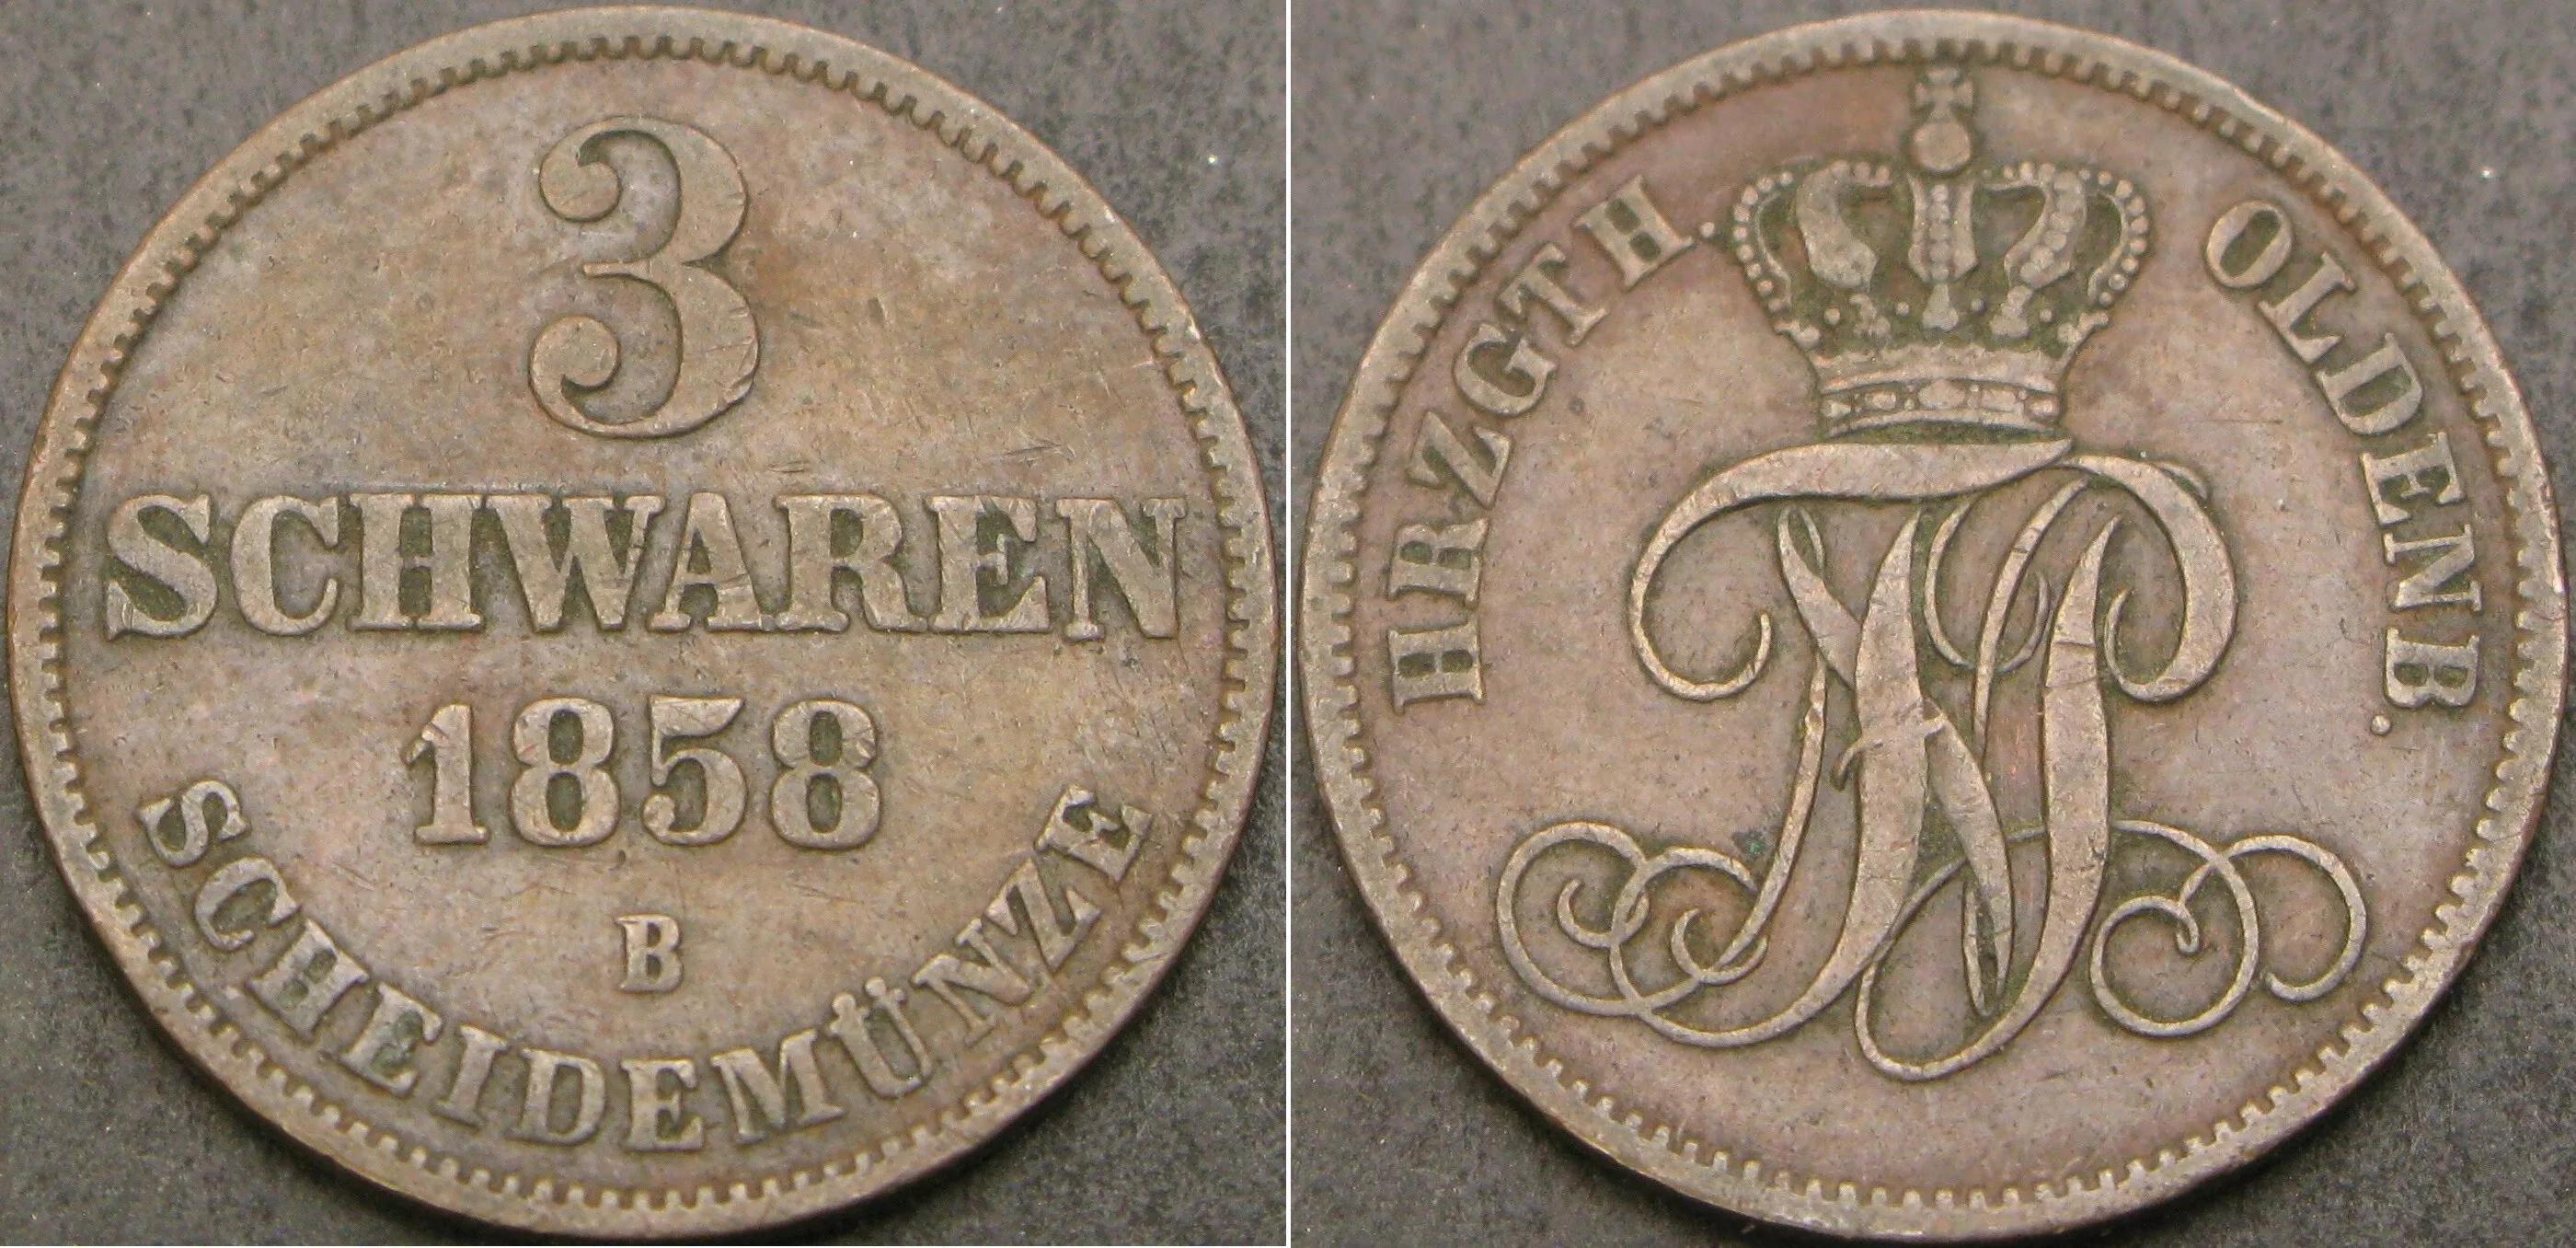 3
SCHWAREN
1858
B
SCHEIDEMÜNZE
HRZGTH. OLDENB.